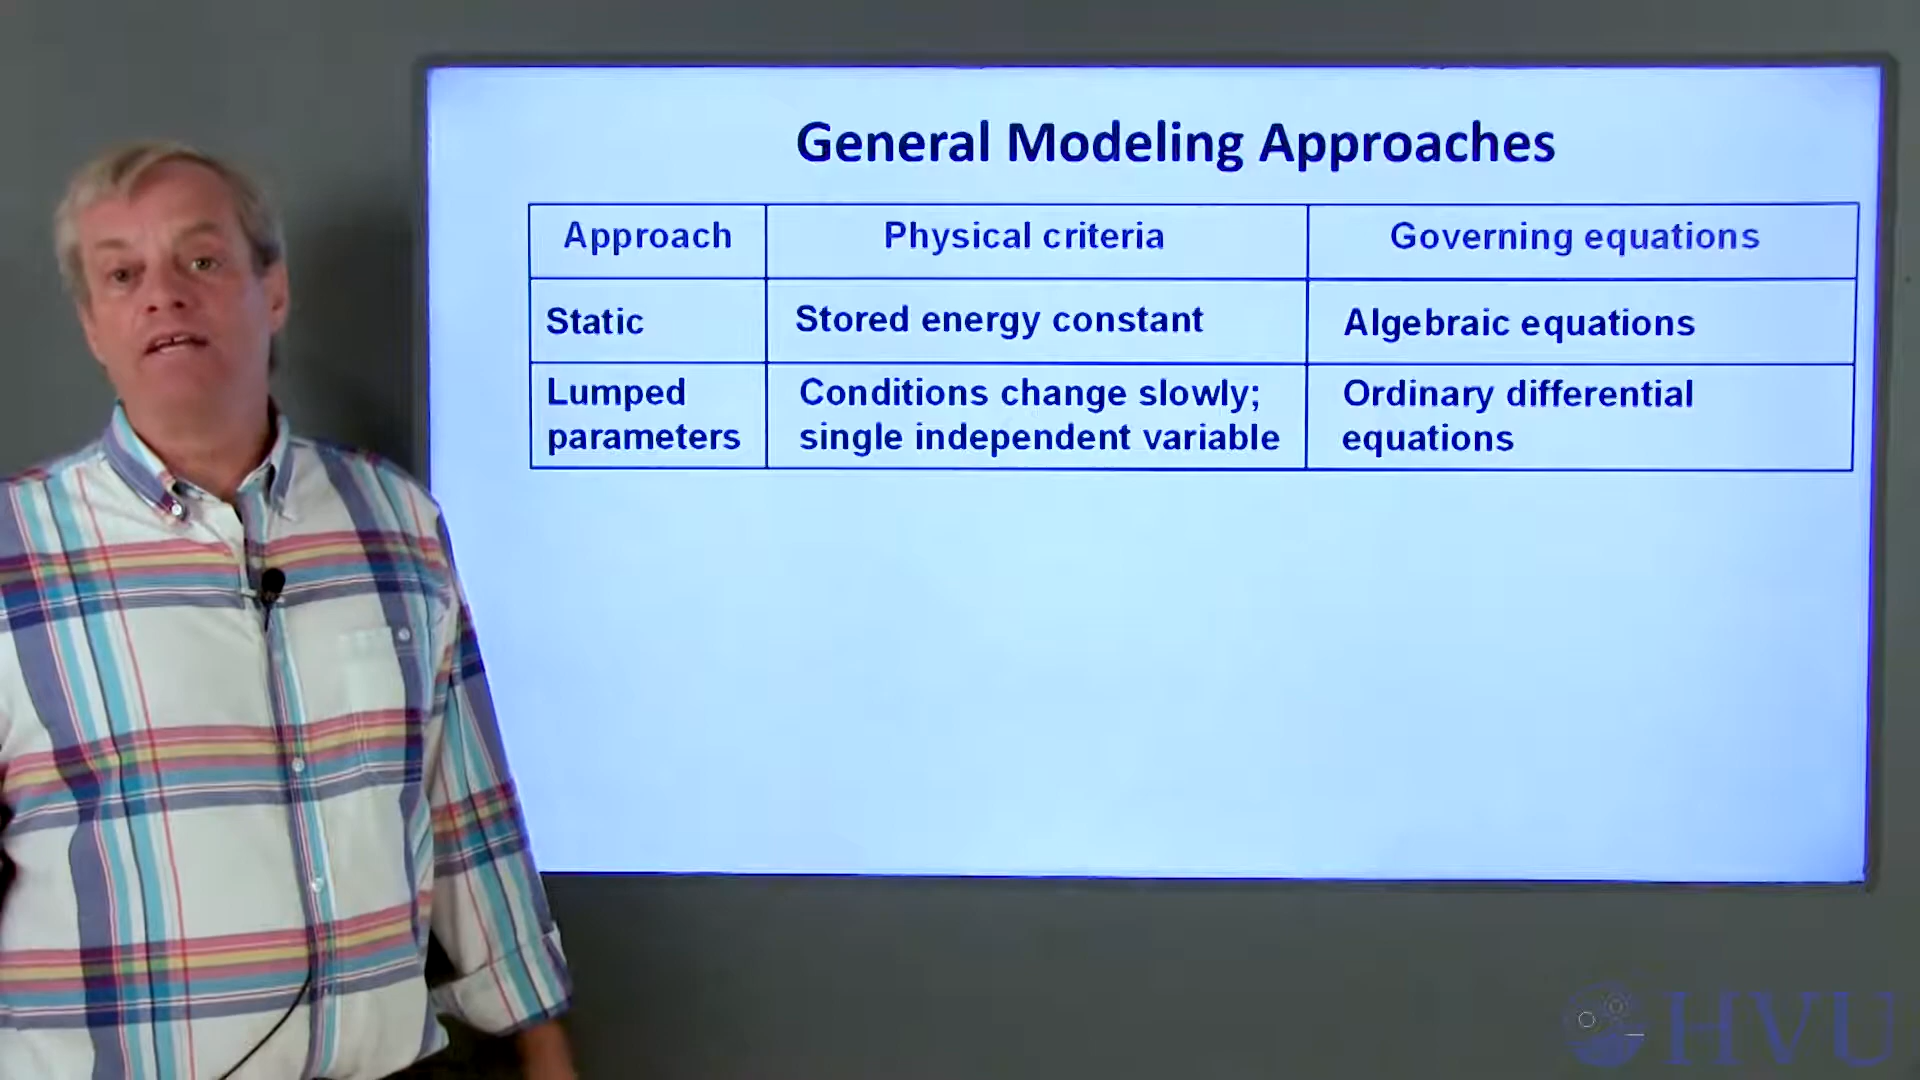 General Modeling Approaches
Approach
Physical criteria
Governing equations
Static
Stored energy constant
Algebraic equations
Lumped
parameters
Conditions change slowly;
single independent variable
Ordinary differential
equations
HVU